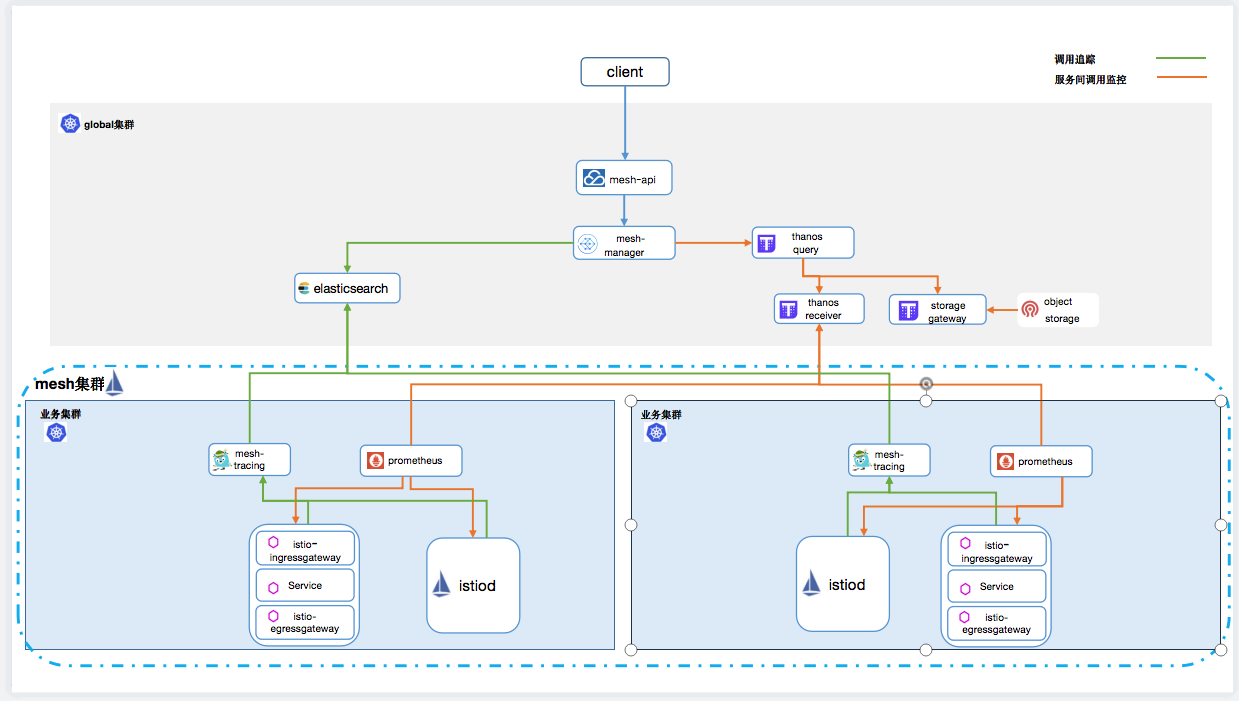 调用追踪
服务间调用监控
client
global集群
mesh-api
mesh-
manager
thanos
query
elasticsearch
thanos
receiver
storage
gateway
object
storage
mesh集群
业务集群
业务集群
mesh-
tracing
prometheus
mesh-
tracing
prometheus
istio-
ingressgateway
Service
istio-
egressgateway
istiod
istiod
istio-
ingressgateway
Service
istio-
egressgateway